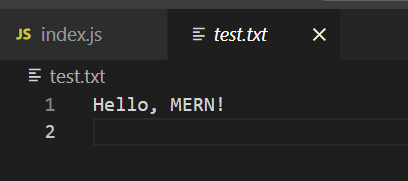 JS index.js test.txt
test.txt
1 Hello, MERN!
2